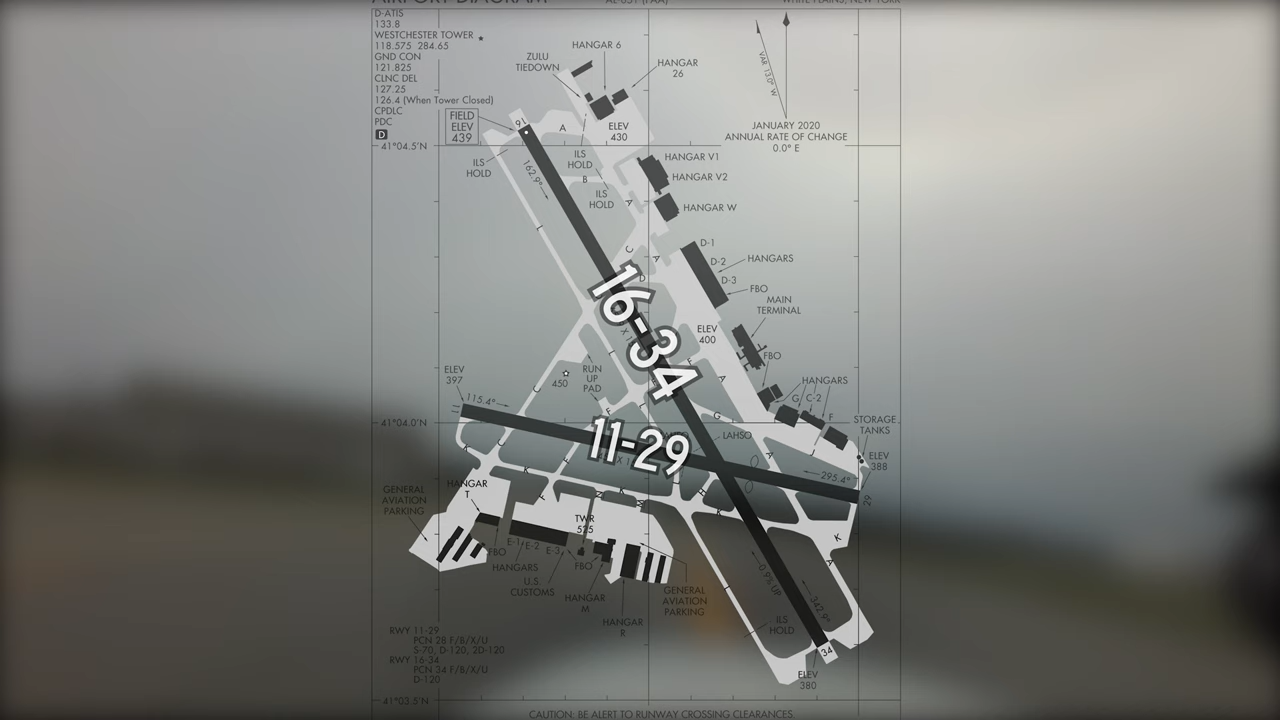 AIRPORT DIAGRAM
WHITE PLAINS, NEW YORK
D-ATIS
133.8
WESTCHESTER TOWER
118.575 284.65
GND CON
121.825
CLNC DEL
127.25
126.4 (When Tower Closed)
CPDLC
PDC
D
FIELD
ELEV
439
16
A
ZULU
TIEDOWN
HANGAR 6
HANGAR
26
ELEV
430
VAR 13.0° W
JANUARY 2020
ANNUAL RATE OF CHANGE
0.0° E
41°04.5'N
ILS
HOLD
162.9°
ILS
HOLD
B
ILS
HOLD
A
HANGAR V1
HANGAR V2
HANGAR W
L
C
A
D
D-1
D-2
D-3
HANGARS
FBO
MAIN
TERMINAL
16-34
ELEV
400
FBO
ELEV
397
450
RUN
UP
PAD
F
A
HANGARS
G
C-2
F
C
115.4°
41°04.0'N
F
G
LAHSO
STORAGE
TANKS
11-29
A
ELEV
388
295.4°
29
K
GENERAL
AVIATION
PARKING
HANGAR
T
F
TWR
525
K
FBO
E-1
E-2
E-3
HANGARS
U.S.
CUSTOMS
FBO
HANGAR
M
HANGAR
R
GENERAL
AVIATION
PARKING
0.9% UP
342.9°
ILS
HOLD
34
ELEV
380
RWY 11-29
PCN 28 F/B/X/U
S-70, D-120, 2D-120
RWY 16-34
PCN 34 F/B/X/U
D-120
41°03.5'N
CAUTION: BE ALERT TO RUNWAY CROSSING CLEARANCES.